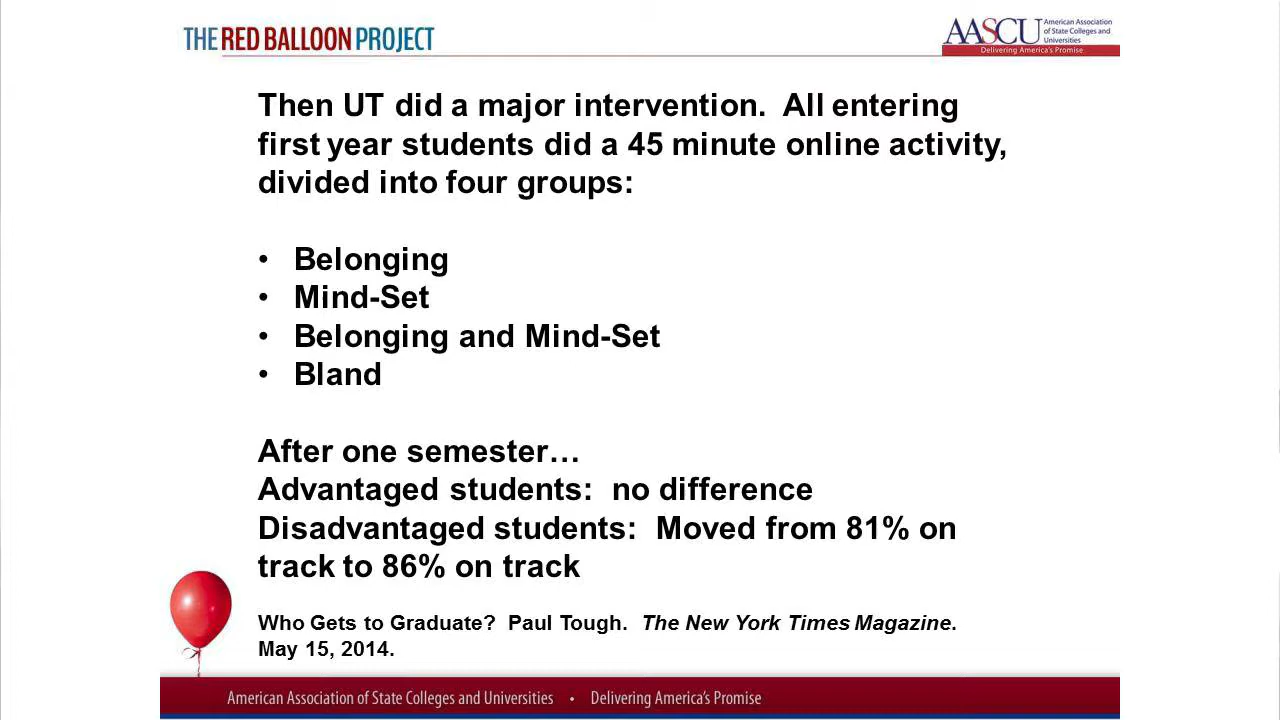 THE RED BALLOON PROJECT
AASCU American Association
of State Colleges and
Universities
Delivering America's Promise
Then UT did a major intervention.  All entering
first year students did a 45 minute online activity,
divided into four groups:
• Belonging
• Mind-Set
• Belonging and Mind-Set
• Bland
After one semester…
Advantaged students:  no difference
Disadvantaged students:  Moved from 81% on
track to 86% on track
Who Gets to Graduate?  Paul Tough.  The New York Times Magazine.
May 15, 2014.
American Association of State Colleges and Universities • Delivering America's Promise